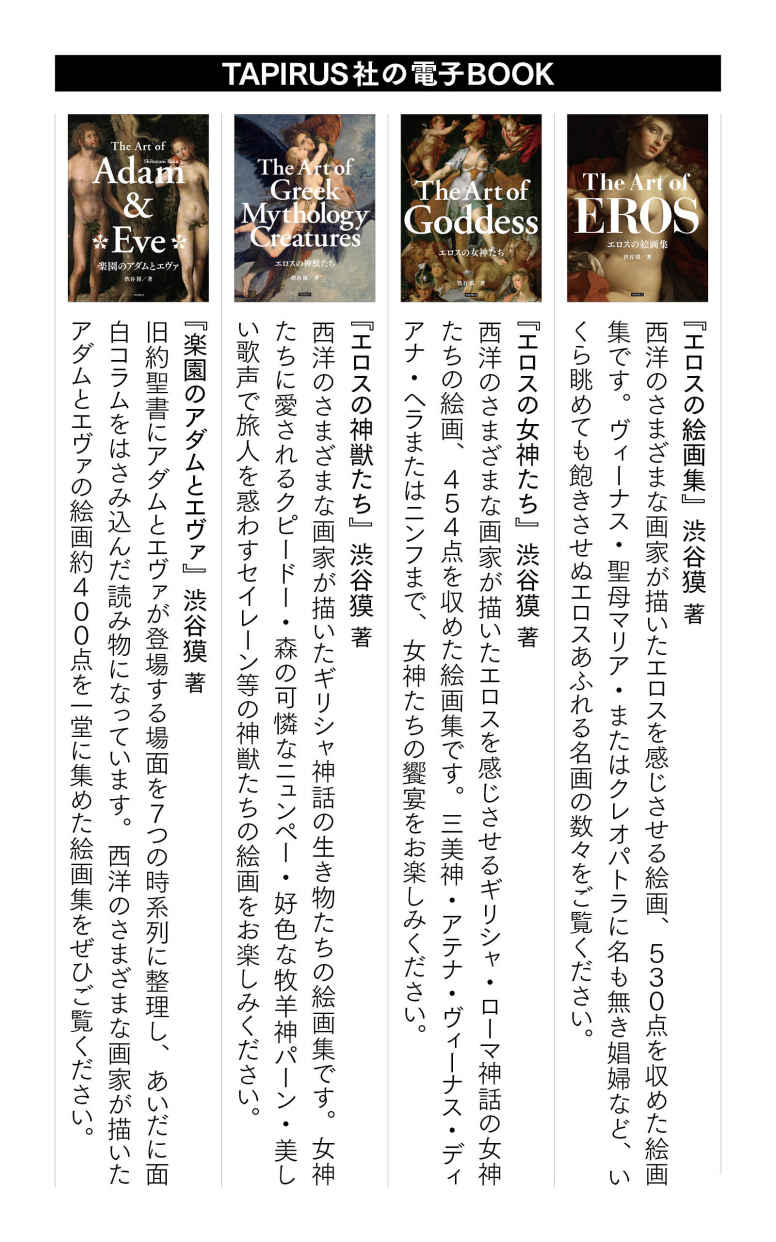 TAPIRUS社の電子BOOK
The Art of
EROS
エロスの絵画集
渋谷獏/著
『エロスの絵画集』 渋谷獏 著
西洋のさまざまな画家が描いたエロスを感じさせる絵画、530点を収めた絵画
集です。ヴィーナス・聖母マリア・またはクレオパトラに名も無き娼婦など、い
くら眺めても飽きさせぬエロスあふれる名画の数々をご覧ください。
The Art of
Goddess
エロスの女神たち
渋谷獏/著
『エロスの女神たち』 渋谷獏 著
西洋のさまざまな画家が描いたエロスを感じさせるギリシャ・ローマ神話の女神
たちの絵画、454点を収めた絵画集です。三美神・アテナ・ヴィーナス・ディ
アナ・ヘラまたはニンフまで、女神たちの饗宴をお楽しみください。
The Art of
Greek
Mythology
Creatures
エロスの神獣たち
渋谷獏/著
『エロスの神獣たち』 渋谷獏 著
西洋のさまざまな画家が描いたギリシャ神話の生き物たちの絵画集です。女神
たちに愛されるクピードー・森の可憐なニュンペー・好色な牧羊神パーン・美し
い歌声で旅人を惑わすセイレーン等の神獣たちの絵画をお楽しみください。
The Art of
Adam
&
Eve
楽園のアダムとエヴァ
渋谷獏/著
『楽園のアダムとエヴァ』 渋谷獏 著
旧約聖書にアダムとエヴァが登場する場面を7つの時系列に整理し、あいだに面
白コラムをはさみ込んだ読み物になっています。西洋のさまざまな画家が描いた
アダムとエヴァの絵画約400点を一堂に集めた絵画集をぜひご覧ください。